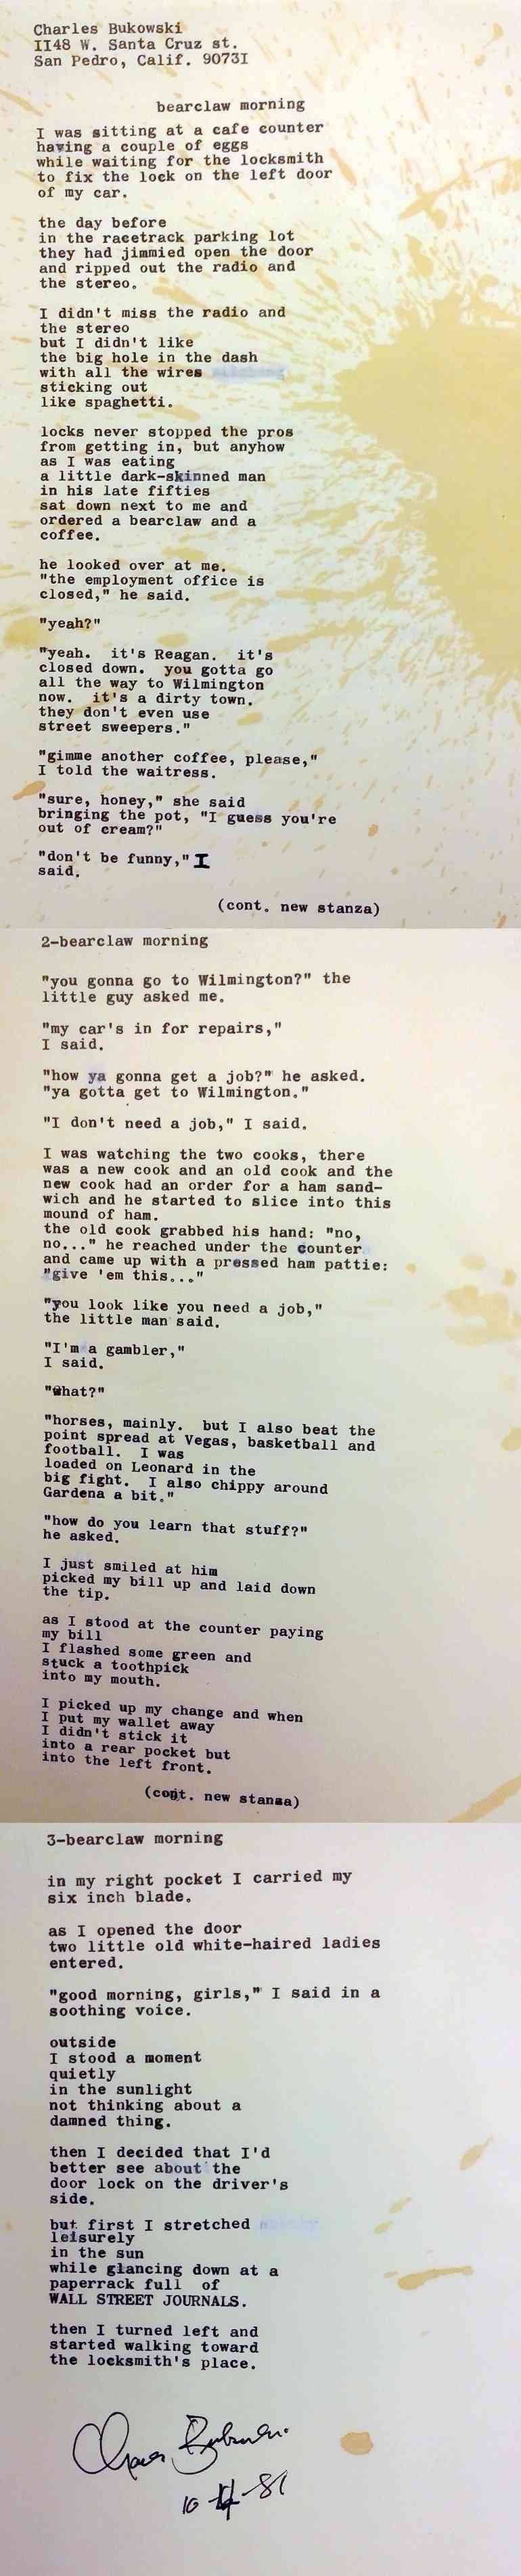 Charles Bukowski
II48 W. Santa Cruz st.
San Pedro, Calif. 9073I
bearclaw morning
I was sitting at a cafe counter
having a couple of eggs
while waiting for the locksmith
to fix the lock on the left door
of my car.
the day before
in the racetrack parking lot
they had jimmied open the door
and ripped out the radio and
the stereo.
I didn't miss the radio and
the stereo
but I didn't like
the big hole in the dash
with all the wires
sticking out
like spaghetti.
locks never stopped the pros
from getting in, but anyhow
as I was eating
a little dark-skinned man
in his late fifties
sat down next to me and
ordered a bearclaw and a
coffee.
he looked over at me.
"the employment office is
closed," he said.
"yeah?"
"yeah. it's Reagan. it's
closed down. you gotta go
all the way to Wilmington
now. it's a dirty town.
they don't even use
street sweepers."
"gimme another coffee, please,"
I told the waitress.
"sure, honey," she said
bringing the pot, "I guess you're
out of cream?"
"don't be funny," I
said.
(cont. new stanza)
2-bearclaw morning
"you gonna go to Wilmington?" the
little guy asked me.
"my car's in for repairs,"
I said.
"how ya gonna get a job?" he asked.
"ya gotta get to Wilmington."
"I don't need a job," I said.
I was watching the two cooks, there
was a new cook and an old cook and the
new cook had an order for a ham sand-
wich and he started to slice into this
mound of ham.
the old cook grabbed his hand: "no,
no..." he reached under the counter
and came up with a pressed ham pattie:
"give 'em this..."
"you look like you need a job,"
the little man said.
"I'm a gambler,"
I said.
"what?"
"horses, mainly. but I also beat the
point spread at Vegas, basketball and
football. I was
loaded on Leonard in the
big fight. I also chippy around
Gardena a bit."
"how do you learn that stuff?"
he asked.
I just smiled at him
picked my bill up and laid down
the tip.
as I stood at the counter paying
my bill
I flashed some green and
stuck a toothpick
into my mouth.
I picked up my change and when
I put my wallet away
I didn't stick it
into a rear pocket but
into the left front.
(cont. new stanza)
3-bearclaw morning
in my right pocket I carried my
six inch blade.
as I opened the door
two little old white-haired ladies
entered.
"good morning, girls," I said in a
soothing voice.
outside
I stood a moment
quietly
in the sunlight
not thinking about a
damned thing.
then I decided that I'd
better see about the
door lock on the driver's
side.
but first I stretched
leisurely
in the sun
while glancing down at a
paperrack full of
WALL STREET JOURNALS.
then I turned left and
started walking toward
the locksmith's place.
Charles Bukowski